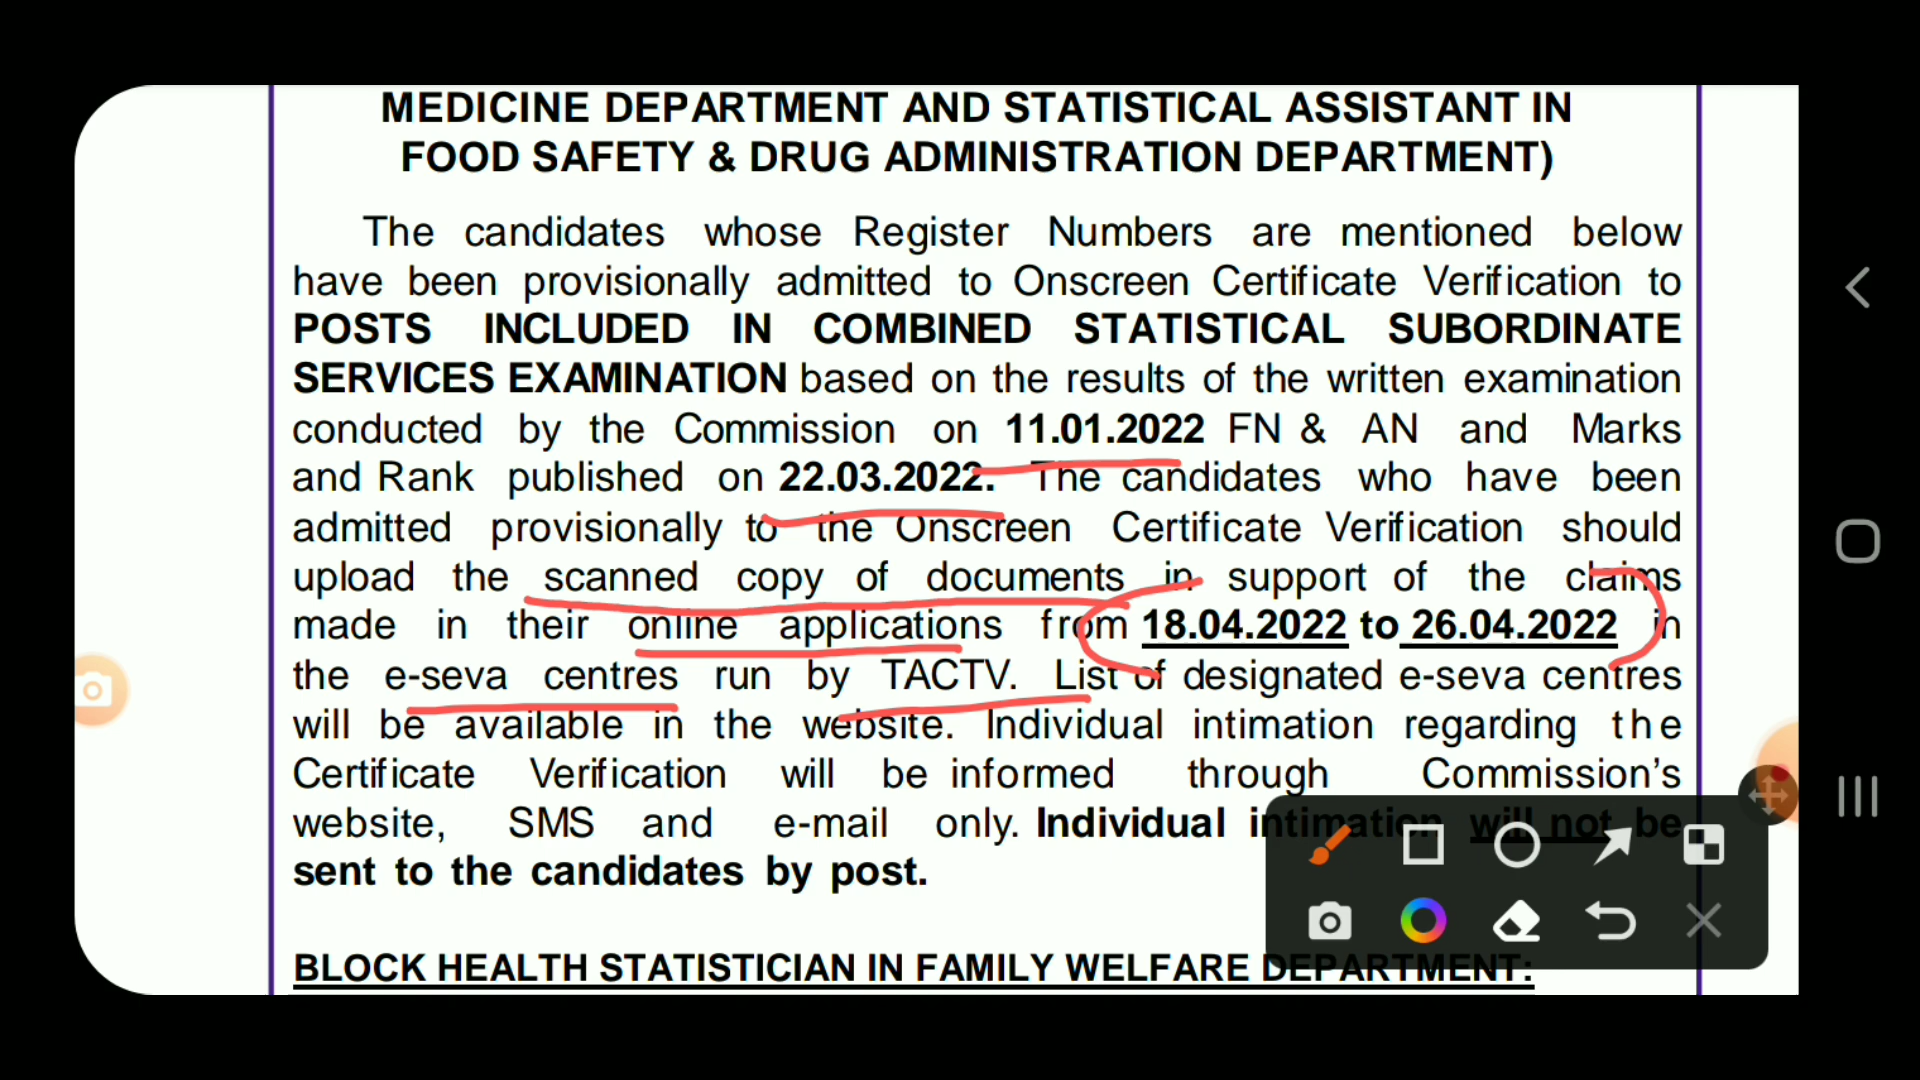 MEDICINE DEPARTMENT AND STATISTICAL ASSISTANT IN
FOOD SAFETY & DRUG ADMINISTRATION DEPARTMENT)
The candidates whose Register Numbers are mentioned below
have been provisionally admitted to Onscreen Certificate Verification to
POSTS INCLUDED IN COMBINED STATISTICAL SUBORDINATE
SERVICES EXAMINATION based on the results of the written examination
conducted by the Commission on 11.01.2022 FN & AN and Marks
and Rank published on 22.03.2022. The candidates who have been
admitted provisionally to the Onscreen Certificate Verification should
upload the scanned copy of documents in support of the claims
made in their online applications from 18.04.2022 to 26.04.2022 in
the e-seva centres run by TACTV. List of designated e-seva centres
will be available in the website. Individual intimation regarding the
Certificate Verification will be informed through Commission's
website, SMS and e-mail only. Individual intimation will not be
sent to the candidates by post.
BLOCK HEALTH STATISTICIAN IN FAMILY WELFARE DEPARTMENT: